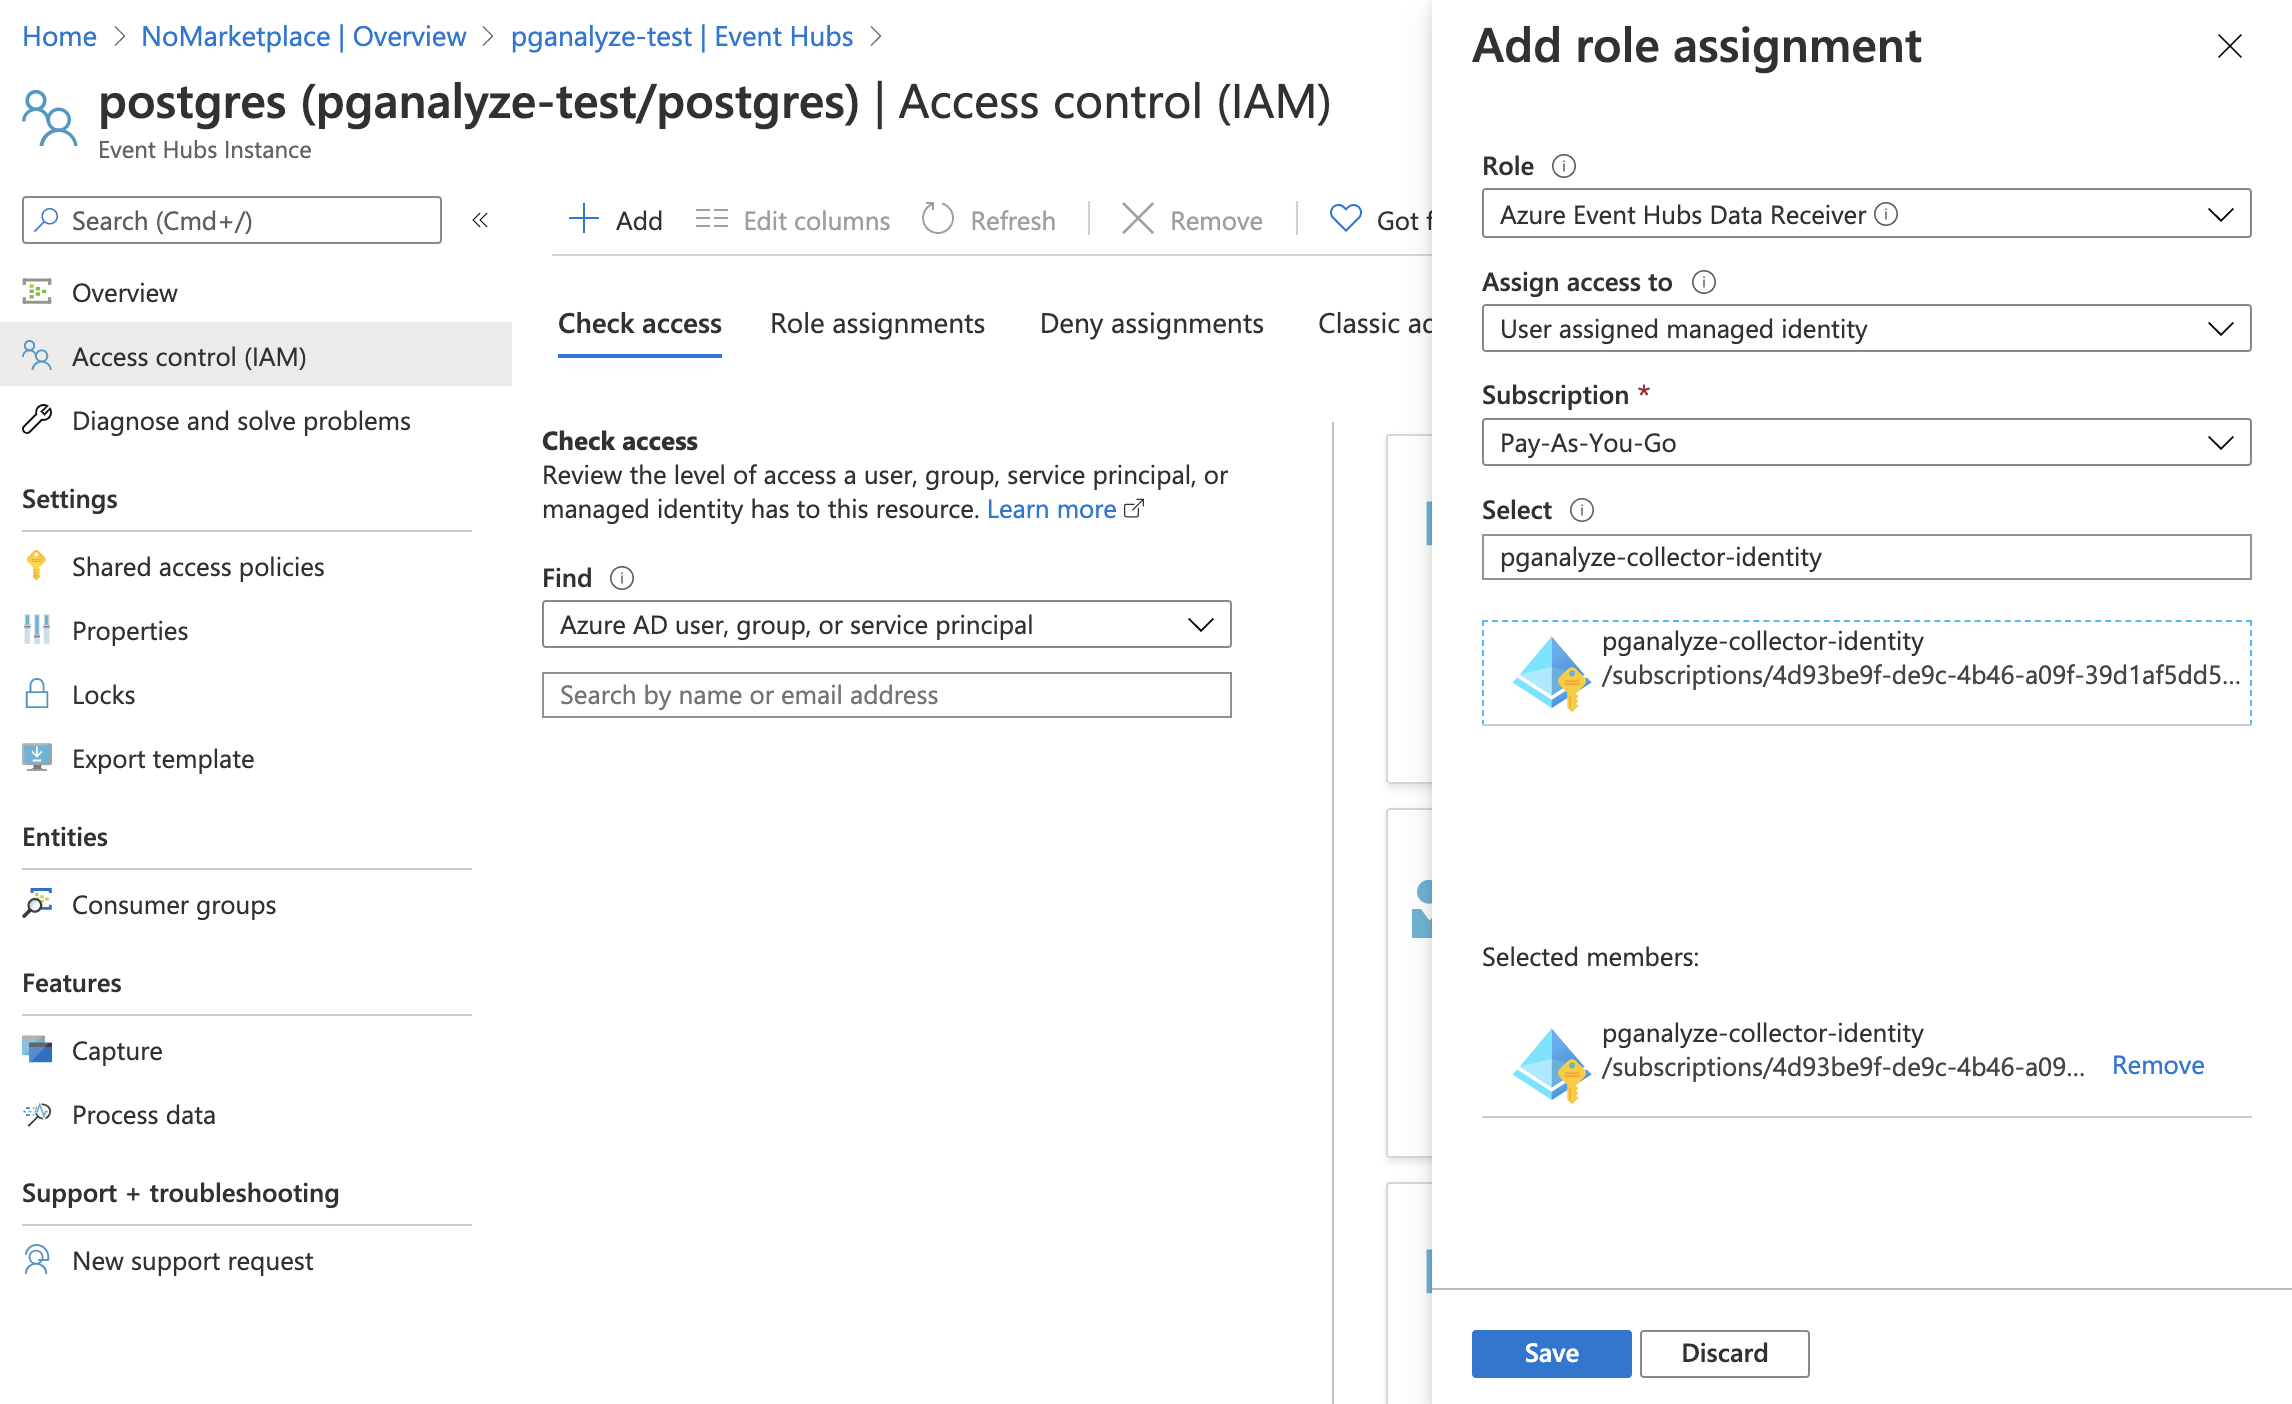 Home > NoMarketplace | Overview > pganalyze-test | Event Hubs >
postgres (pganalyze-test/postgres) | Access control (IAM)
Event Hubs Instance
Search (Cmd+/)
«
Overview
Access control (IAM)
Diagnose and solve problems
Settings
Shared access policies
Properties
Locks
Export template
Entities
Consumer groups
Features
Capture
Process data
Support + troubleshooting
New support request
Add
Edit columns
Refresh
Remove
Got f
Check access
Role assignments
Deny assignments
Classic ac
Check access
Review the level of access a user, group, service principal, or
managed identity has to this resource. Learn more
Find
Azure AD user, group, or service principal
Search by name or email address
Add role assignment
Role
Azure Event Hubs Data Receiver
Assign access to
User assigned managed identity
Subscription *
Pay-As-You-Go
Select
pganalyze-collector-identity
pganalyze-collector-identity
/subscriptions/4d93be9f-de9c-4b46-a09f-39d1af5dd5...
Selected members:
pganalyze-collector-identity
/subscriptions/4d93be9f-de9c-4b46-a09...
Remove
Save
Discard